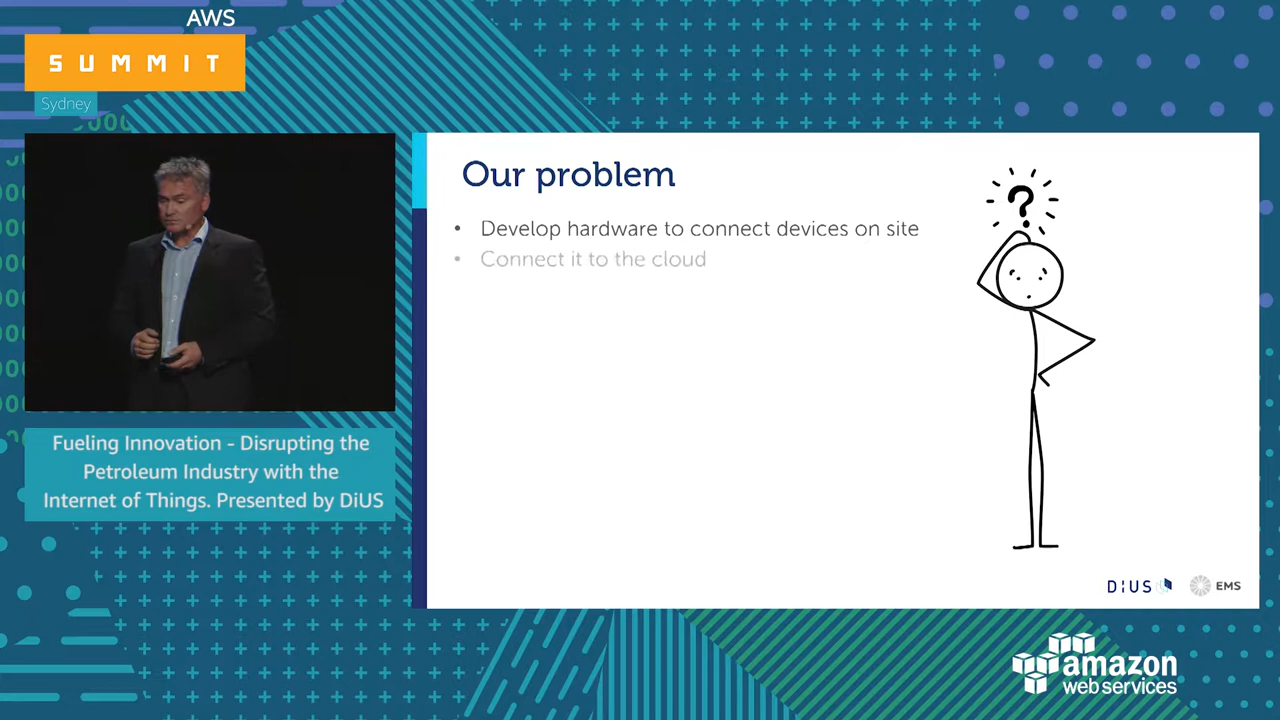 AWS
SUMMIT
Sydney
Our problem
• Develop hardware to connect devices on site
• Connect it to the cloud
?
Fueling Innovation - Disrupting the
Petroleum Industry with the
Internet of Things. Presented by DiUS
DiUS
EMS
amazon
web services